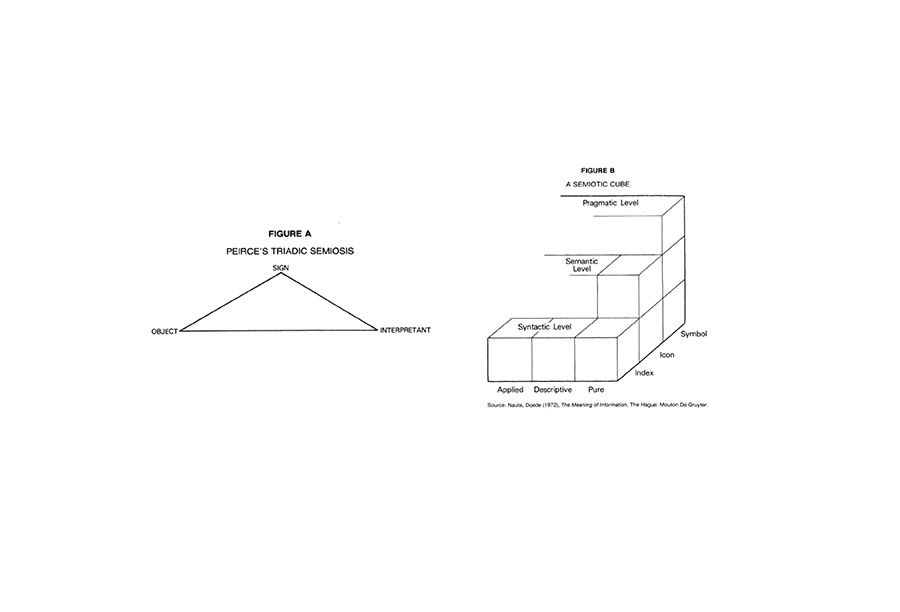 FIGURE A
PEIRCE'S TRIADIC SEMIOSIS
SIGN
OBJECT
INTERPRETANT
FIGURE B
A SEMIOTIC CUBE
Pragmatic Level
Semantic
Level
Syntactic Level
Symbol
Icon
Index
Applied Descriptive Pure
Source: Nauta, Doede (1972), The Meaning of Information, The Hague: Mouton De Gruyter.